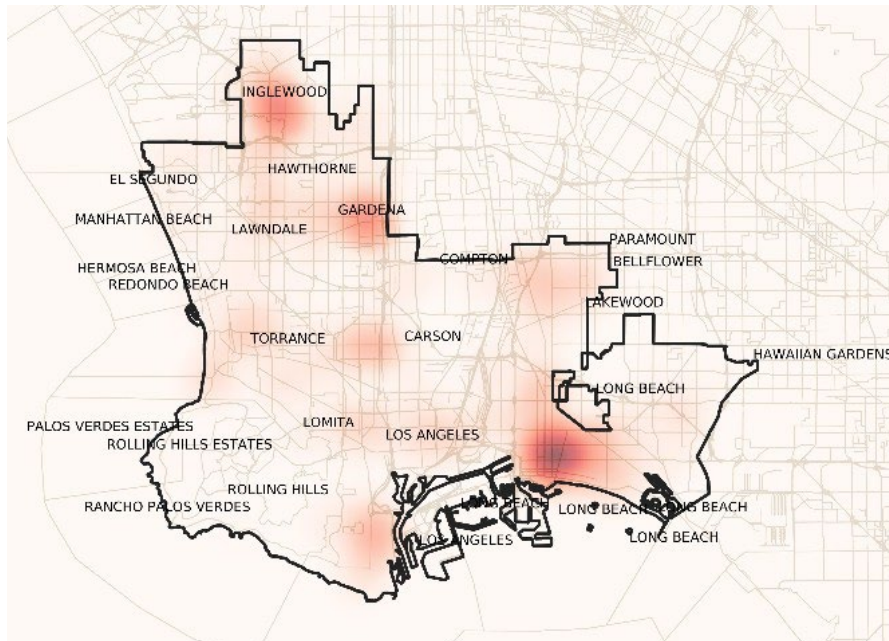 INGLEWOOD
HAWTHORNE
EL SEGUNDO
GARDENA
MANHATTAN BEACH
LAWNDALE
PARAMOUNT
COMPTON
BELLFLOWER
HERMOSA BEACH
REDONDO BEACH
LAKEWOOD
TORRANCE
CARSON
HAWAIIAN GARDENS
LONG BEACH
LOMITA
PALOS VERDES ESTATES
LOS ANGELES
ROLLING HILLS ESTATES
ROLLING HILLS
LONG BEACH
RANCHO PALOS VERDES
LONG BEACH
LONG BEACH
LOS ANGELES
LONG BEACH